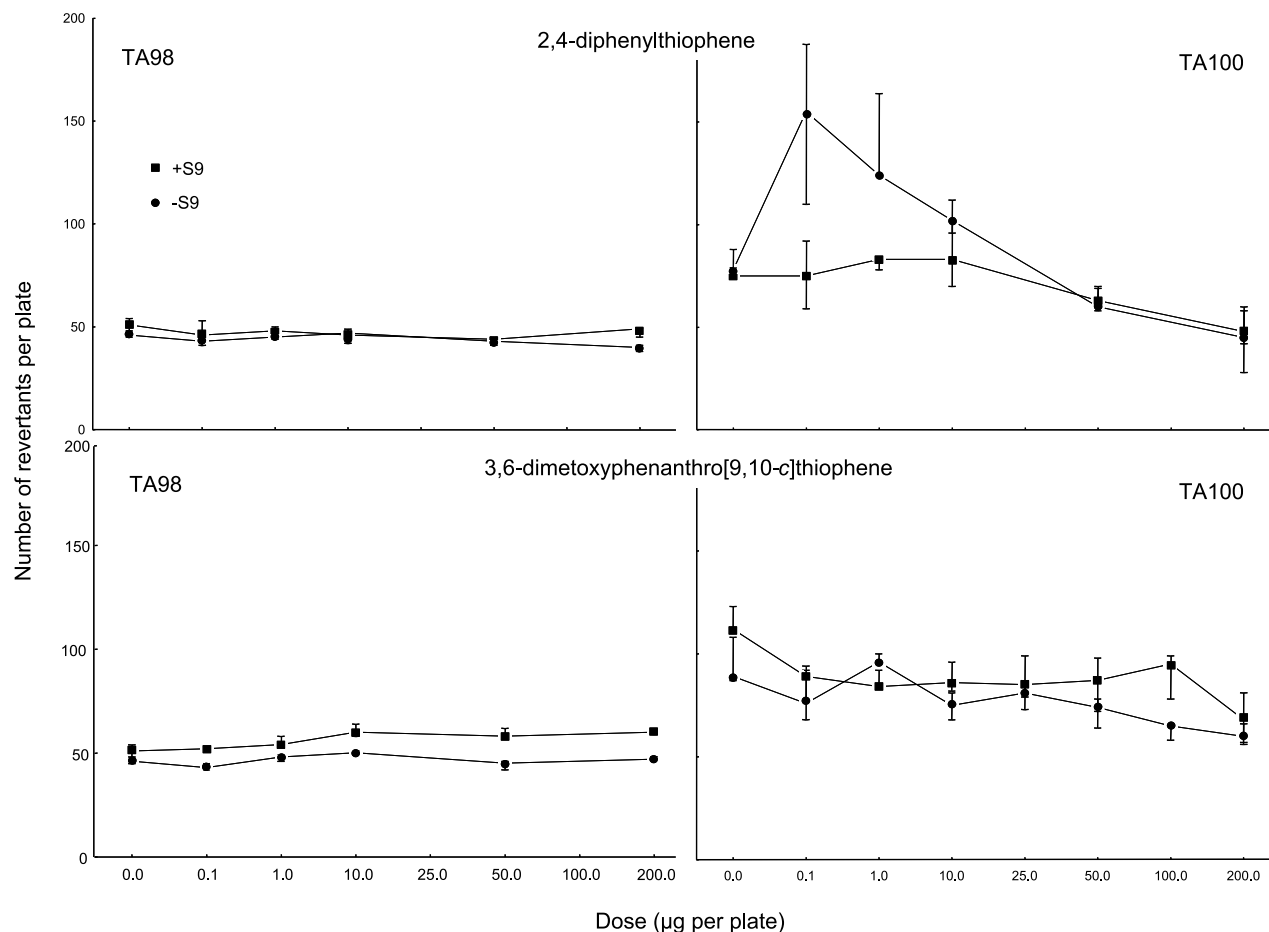 200
2,4-diphenylthiophene
TA98
TA100
150
+S9
-S9
100
50
0
Number of revertants per plate
200
3,6-dimetoxyphenanthro[9,10-c]thiophene
TA98
TA100
150
100
50
0
0.0 0.1 1.0 10.0 25.0 50.0 100.0 200.0
0.0 0.1 1.0 10.0 25.0 50.0 100.0 200.0
Dose (µg per plate)